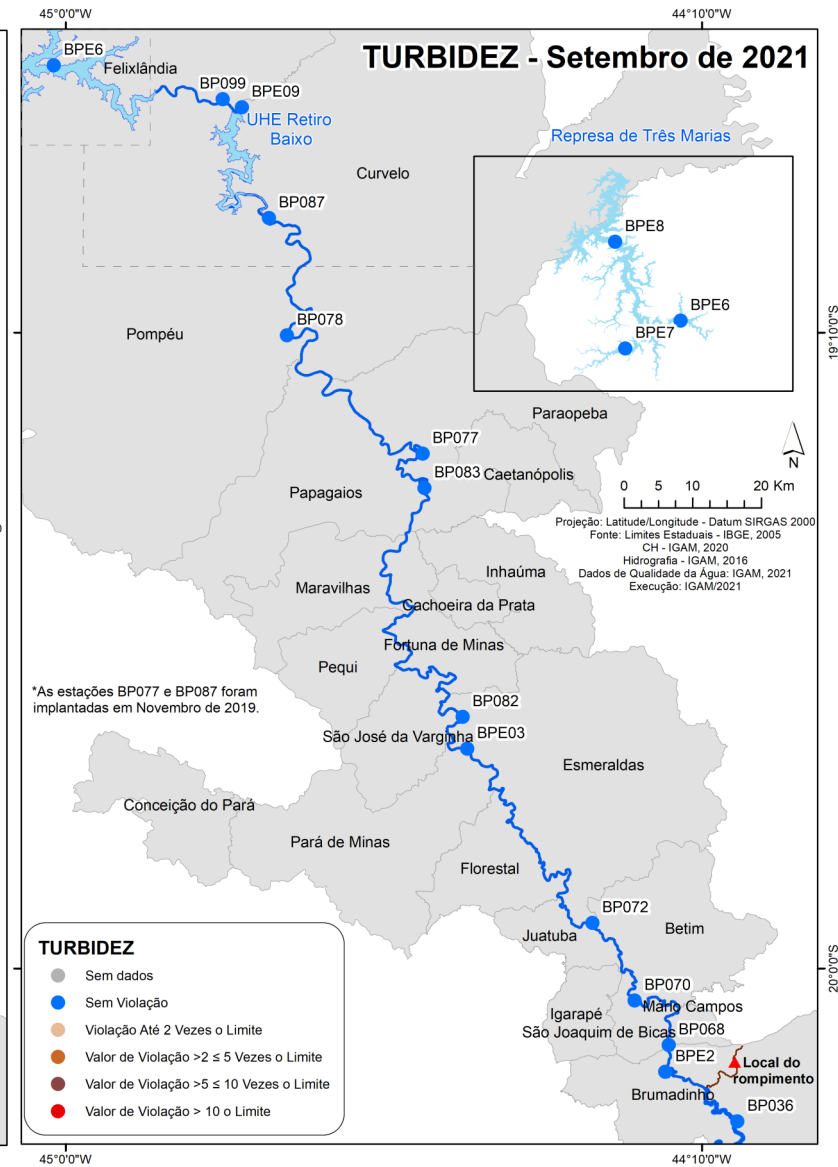 45°0'0"W
44°10'0"W
TURBIDEZ - Setembro de 2021
BPE6
Felixlândia
BP099
BPE09
UHE Retiro
Baixo
Represa de Três Marias
Curvelo
BP087
BPE8
BPE6
BPE7
BP078
Pompéu
19°10'0"S
Paraopeba
BP077
N
BP083
Caetanópolis
Papagaios
0 5 10 20 Km
Projeção: Latitude/Longitude - Datum SIRGAS 2000
Fonte: Limites Estaduais - IBGE, 2005
CH - IGAM, 2020
Hidrografia - IGAM, 2016
Dados de Qualidade da Água: IGAM, 2021
Execução: IGAM/2021
Inhaúma
Maravilhas
Cachoeira da Prata
Fortuna de Minas
Pequi
*As estações BP077 e BP087 foram
implantadas em Novembro de 2019.
BP082
São José da Varginha
BPE03
Esmeraldas
Conceição do Pará
Pará de Minas
Florestal
BP072
Juatuba
Betim
20°0'0"S
BP070
Mário Campos
Igarapé
São Joaquim de Bicas
BP068
BPE2
Local do
rompimento
Brumadinho
BP036
TURBIDEZ
Sem dados
Sem Violação
Violação Até 2 Vezes o Limite
Valor de Violação >2 ≤ 5 Vezes o Limite
Valor de Violação >5 ≤ 10 Vezes o Limite
Valor de Violação > 10 o Limite
45°0'0"W
44°10'0"W